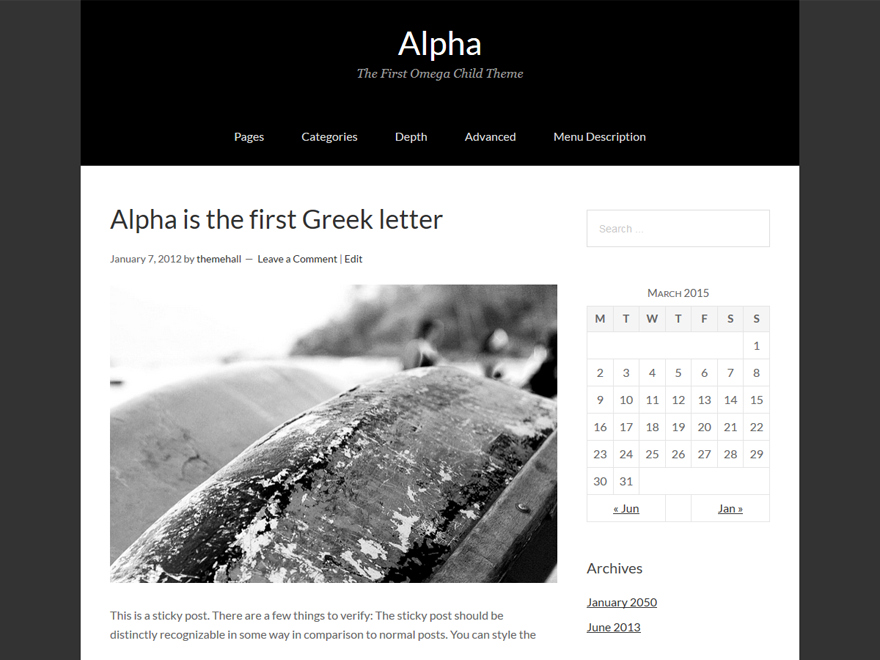 Alpha
The First Omega Child Theme
Pages Categories Depth Advanced Menu Description
Alpha is the first Greek letter
January 7, 2012 by themehall — Leave a Comment | Edit
This is a sticky post. There are a few things to verify: The sticky post should be
distinctly recognizable in some way in comparison to normal posts. You can style the
Search ...
March 2015
M T W T F S S
1
2 3 4 5 6 7 8
9 10 11 12 13 14 15
16 17 18 19 20 21 22
23 24 25 26 27 28 29
30 31
« Jun Jan »
Archives
January 2050
June 2013